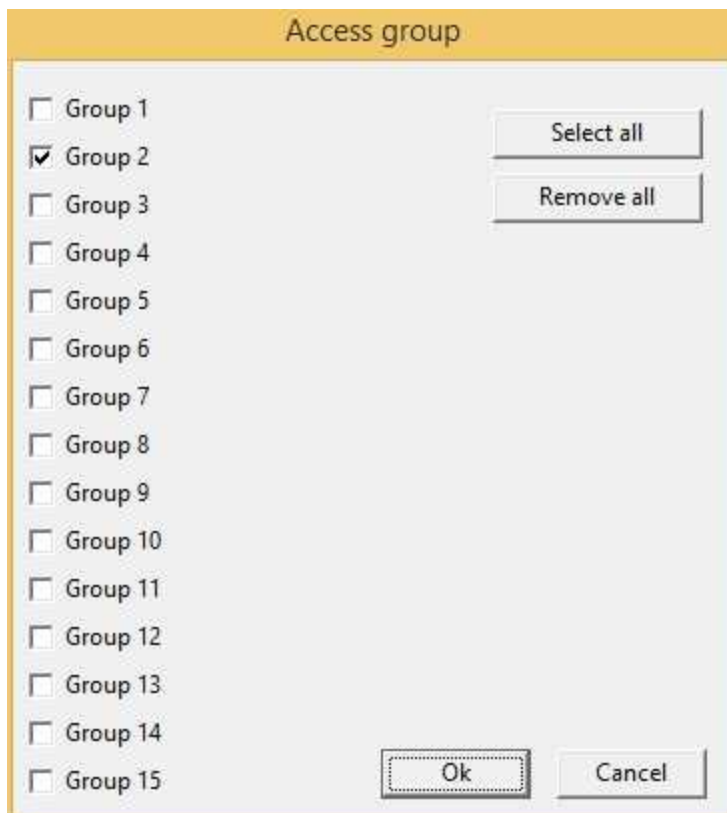 Access group
Group 1
Select all
Group 2
Remove all
Group 3
Group 4
Group 5
Group 6
Group 7
Group 8
Group 9
Group 10
Group 11
Group 12
Group 13
Group 14
Ok
Cancel
Group 15